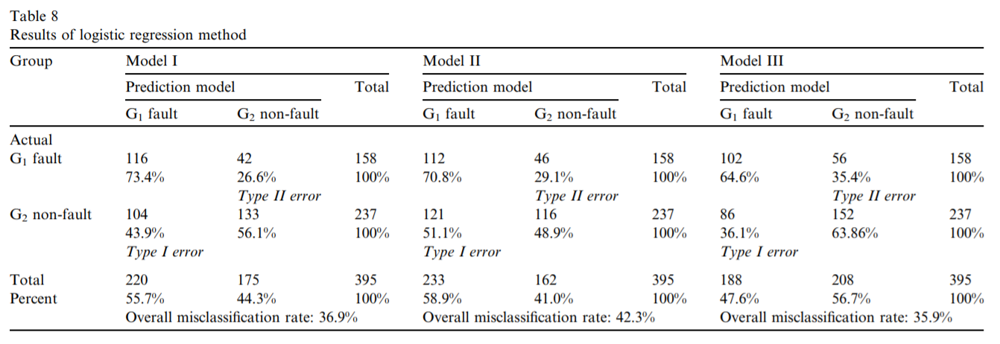 Table 8
Results of logistic regression method
Group Model I Model II Model III
Prediction model Total Prediction model Total Prediction model Total
G₁ fault G₂ non-fault G₁ fault G₂ non-fault G₁ fault G₂ non-fault
Actual
G₁ fault 116 42 158 112 46 158 102 56 158
73.4% 26.6% 100% 70.8% 29.1% 100% 64.6% 35.4% 100%
Type II error Type II error Type II error
G₂ non-fault 104 133 237 121 116 237 86 152 237
43.9% 56.1% 100% 51.1% 48.9% 100% 36.1% 63.86% 100%
Type I error Type I error Type I error
Total 220 175 395 233 162 395 188 208 395
Percent 55.7% 44.3% 100% 58.9% 41.0% 100% 47.6% 56.7% 100%
Overall misclassification rate: 36.9% Overall misclassification rate: 42.3% Overall misclassification rate: 35.9%